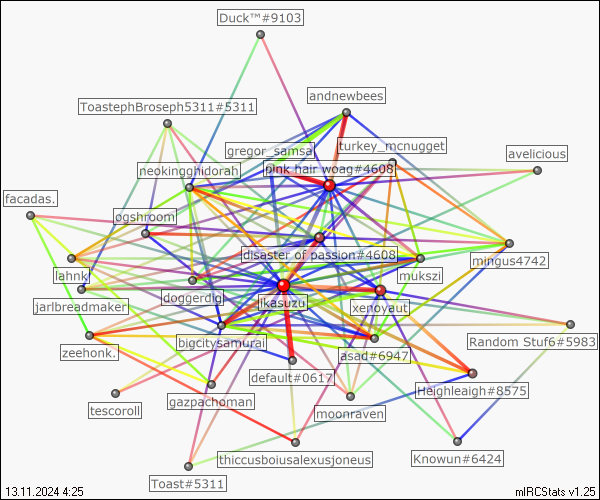 Duck™#9103
andnewbees
ToastephBroseph5311#5311
turkey_mcnugget
gregor_samsa
avelicious
pink hair woag#4608
neokingghidorah
facadas.
ogshroom
disaster of passion#4608
mingus4742
lahnk
mukszi
doggerdigi
jarlbreadmaker
ikasuzu
xenovaut
bigcitysamurai
Random Stuf6#5983
zeehonk.
asad#6947
default#0617
Heighleaigh#8575
gazpachoman
tescoroll
moonraven
thiccusboiusalexusjoneus
Knowun#6424
Toast#5311
13.11.2024 4:25
mIRCStats v1.25